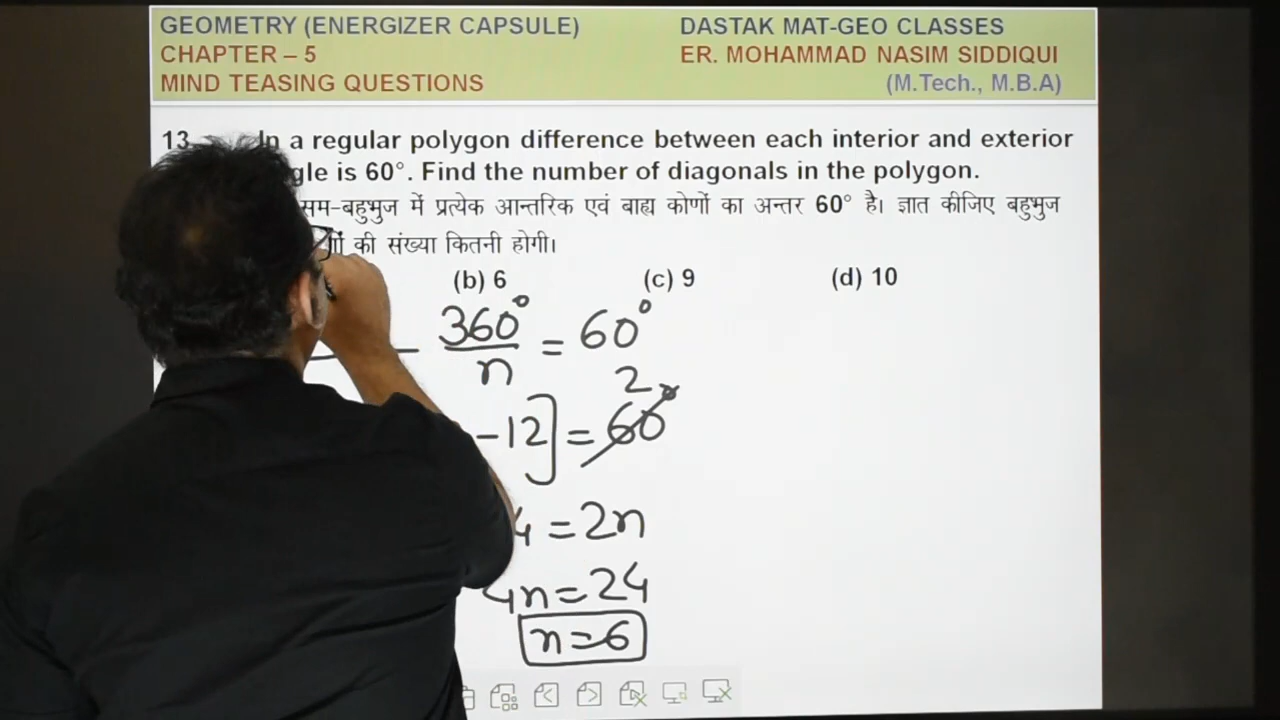 GEOMETRY (ENERGIZER CAPSULE) DASTAK MAT-GEO CLASSES
CHAPTER – 5 ER. MOHAMMAD NASIM SIDDIQUI
MIND TEASING QUESTIONS (M.Tech., M.B.A)
13. In a regular polygon difference between each interior and exterior
gle is 60°. Find the number of diagonals in the polygon.
सम-बहुभुज में प्रत्येक आन्तरिक एवं बाह्य कोणों का अन्तर 60° है। ज्ञात कीजिए बहुभुज
की संख्या कितनी होगी।
(b) 6 (c) 9 (d) 10
360°/n = 60°
2
-12] = 60°
4 = 2n
4n = 24
n = 6